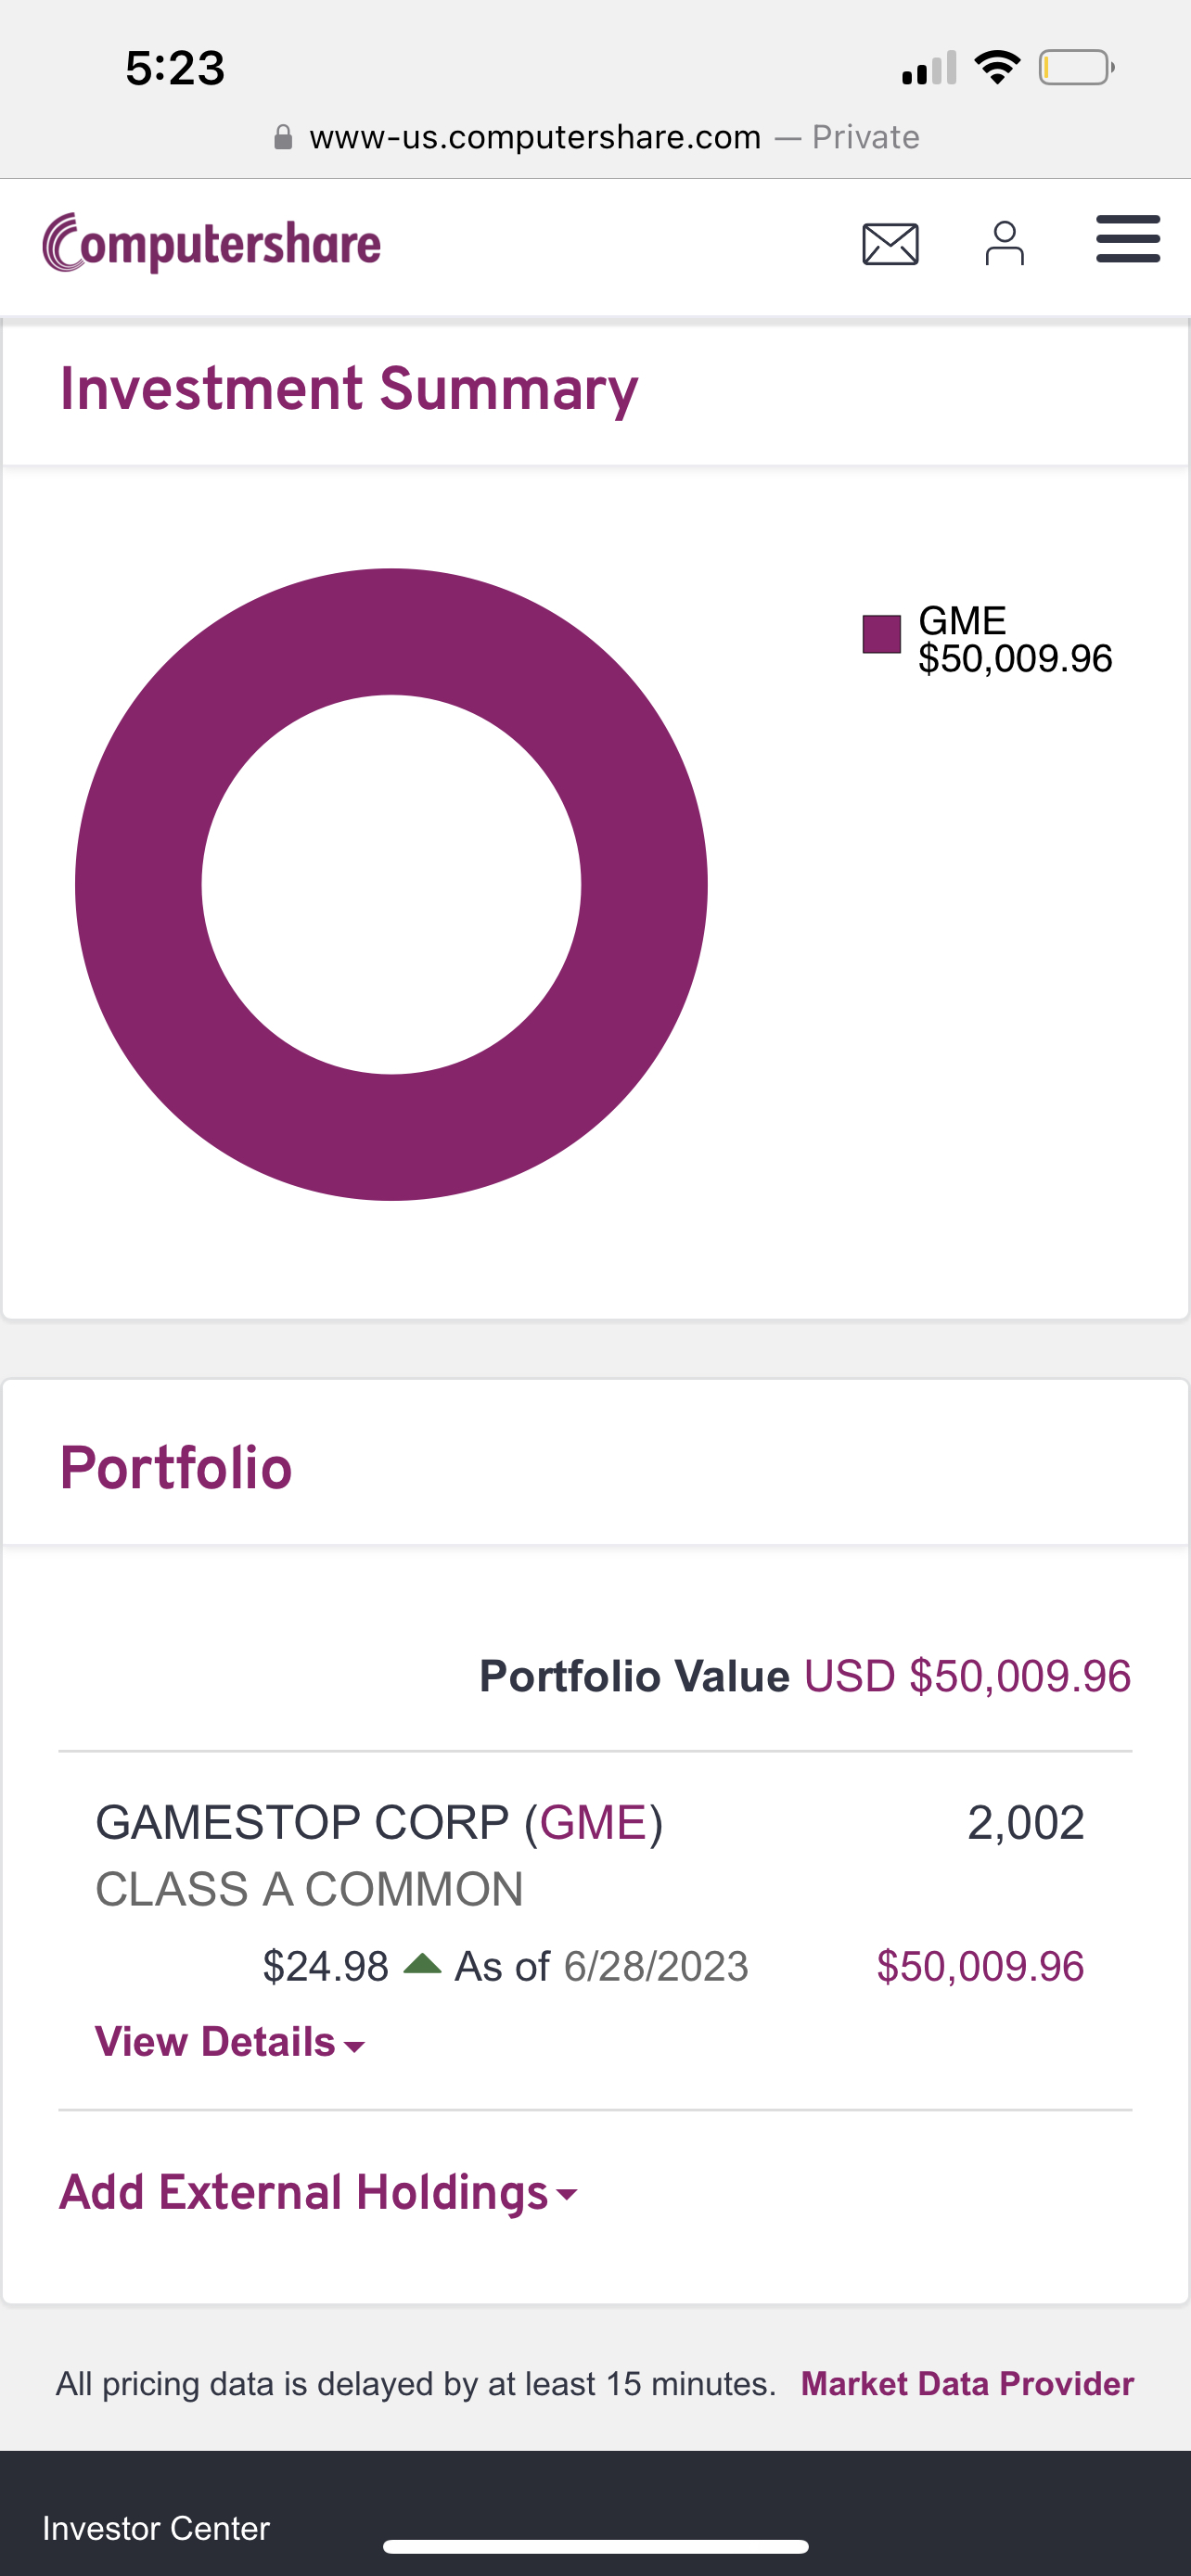 5:23
www-us.computershare.com — Private
Computershare
Investment Summary
GME
$50,009.96
Portfolio
Portfolio Value USD $50,009.96
GAMESTOP CORP (GME) 2,002
CLASS A COMMON
$24.98 As of 6/28/2023 $50,009.96
View Details
Add External Holdings
All pricing data is delayed by at least 15 minutes. Market Data Provider
Investor Center